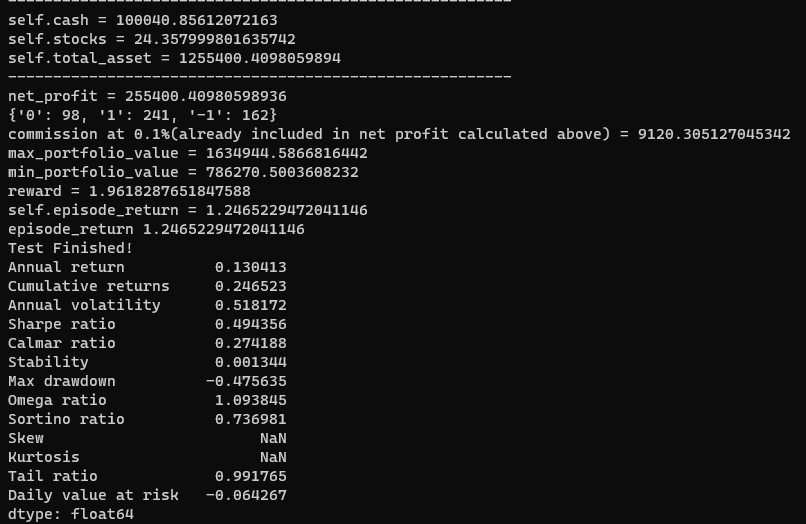 --------------------------------------------------------
self.cash = 100040.85612072163
self.stocks = 24.357999801635742
self.total_asset = 1255400.4098059894
--------------------------------------------------------
net_profit = 255400.40980598936
{'0': 98, '1': 241, '-1': 162}
commission at 0.1%(already included in net profit calculated above) = 9120.305127045342
max_portfolio_value = 1634944.5866816442
min_portfolio_value = 786270.5003608232
reward = 1.9618287651847588
self.episode_return = 1.2465229472041146
episode_return 1.2465229472041146
Test Finished!
Annual return          0.130413
Cumulative returns     0.246523
Annual volatility      0.518172
Sharpe ratio           0.494356
Calmar ratio           0.274188
Stability              0.001344
Max drawdown          -0.475635
Omega ratio            1.093845
Sortino ratio          0.736981
Skew                        NaN
Kurtosis                    NaN
Tail ratio             0.991765
Daily value at risk   -0.064267
dtype: float64